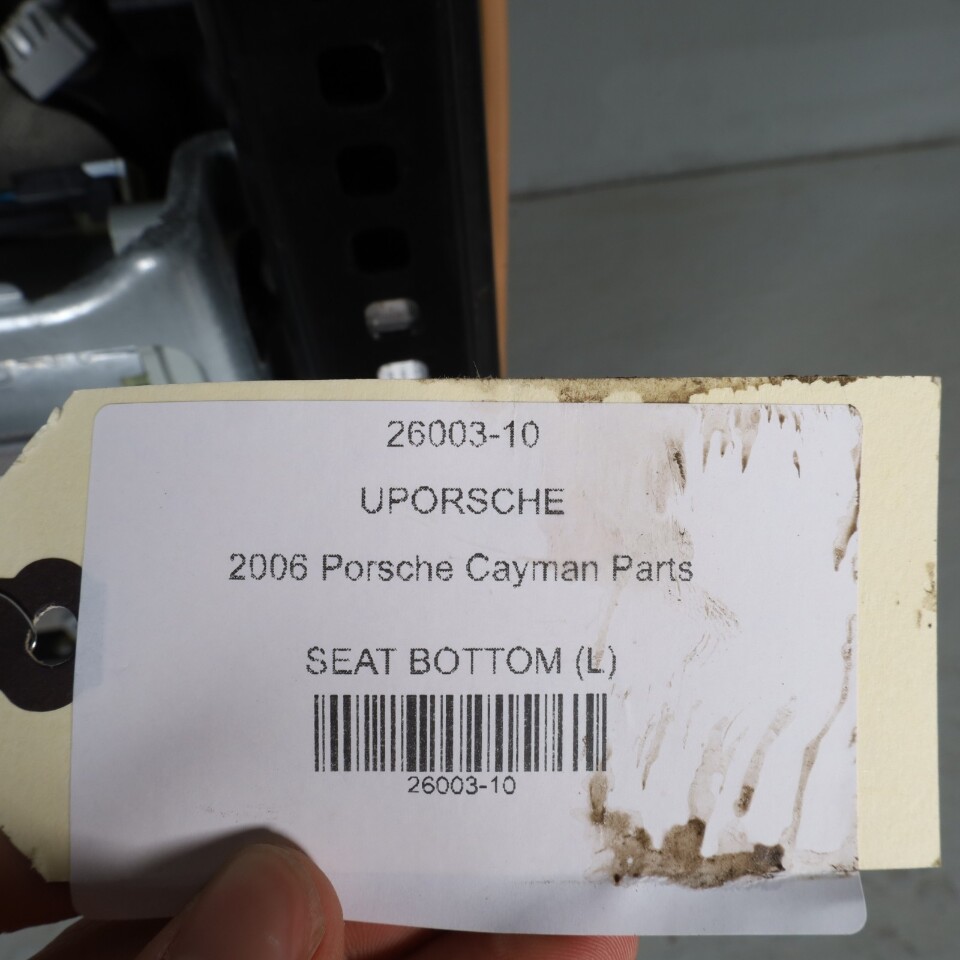 26003-10
UPORSCHE
2006 Porsche Cayman Parts
SEAT BOTTOM (L)
26003-10